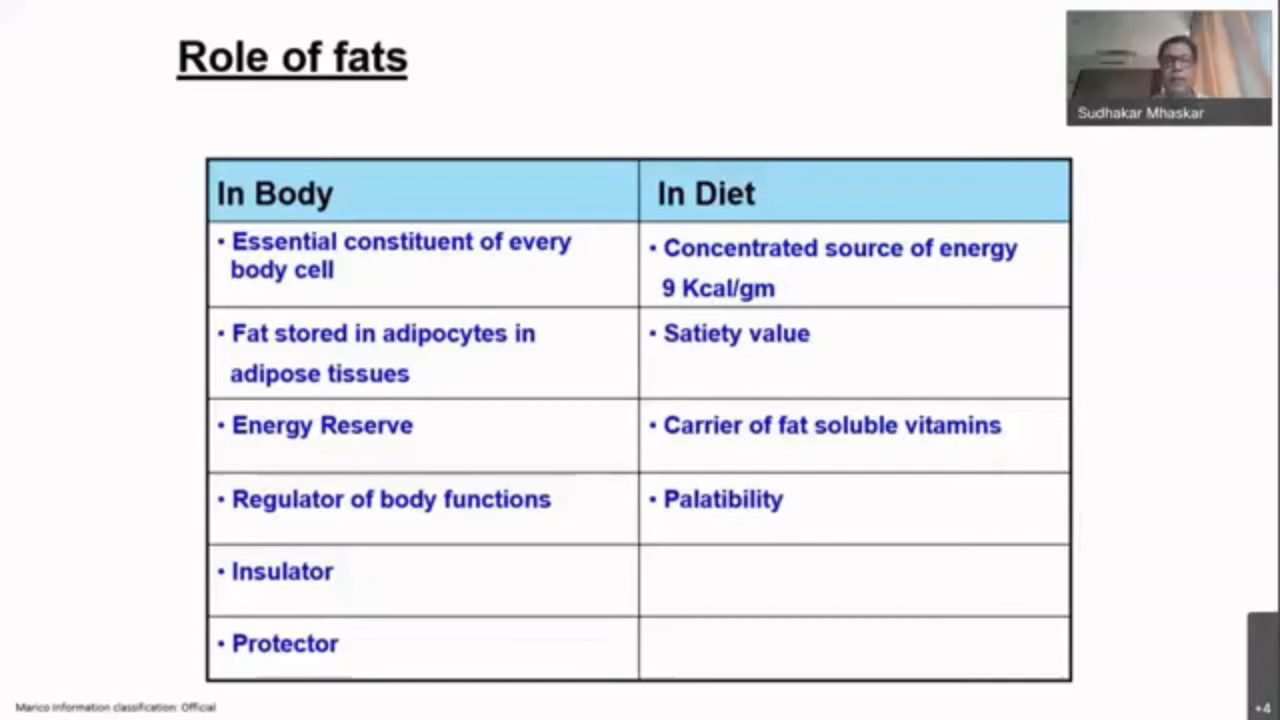 Role of fats
Sudhakar Mhaskar
In Body
In Diet
• Essential constituent of every
body cell
• Concentrated source of energy
9 Kcal/gm
• Fat stored in adipocytes in
adipose tissues
• Satiety value
• Energy Reserve
• Carrier of fat soluble vitamins
• Regulator of body functions
• Palatibility
• Insulator
• Protector
Marico Information classification: Official
+4